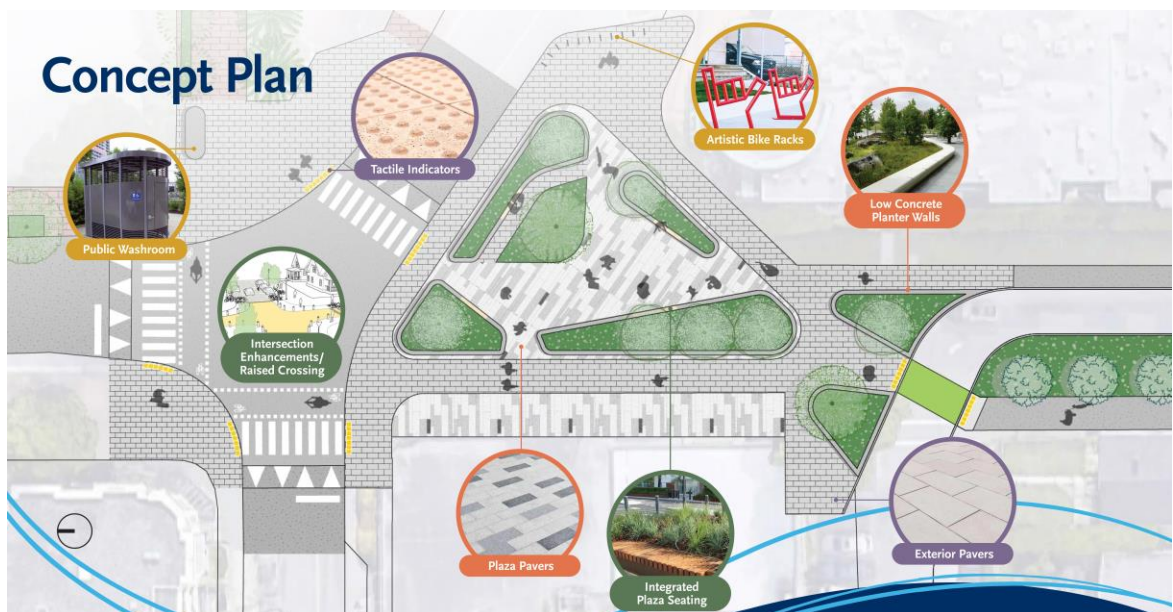 Concept Plan
Tactile Indicators
Artistic Bike Racks
Public Washroom
Low Concrete
Planter Walls
Intersection
Enhancements/
Raised Crossing
Plaza Pavers
Integrated
Plaza Seating
Exterior Pavers